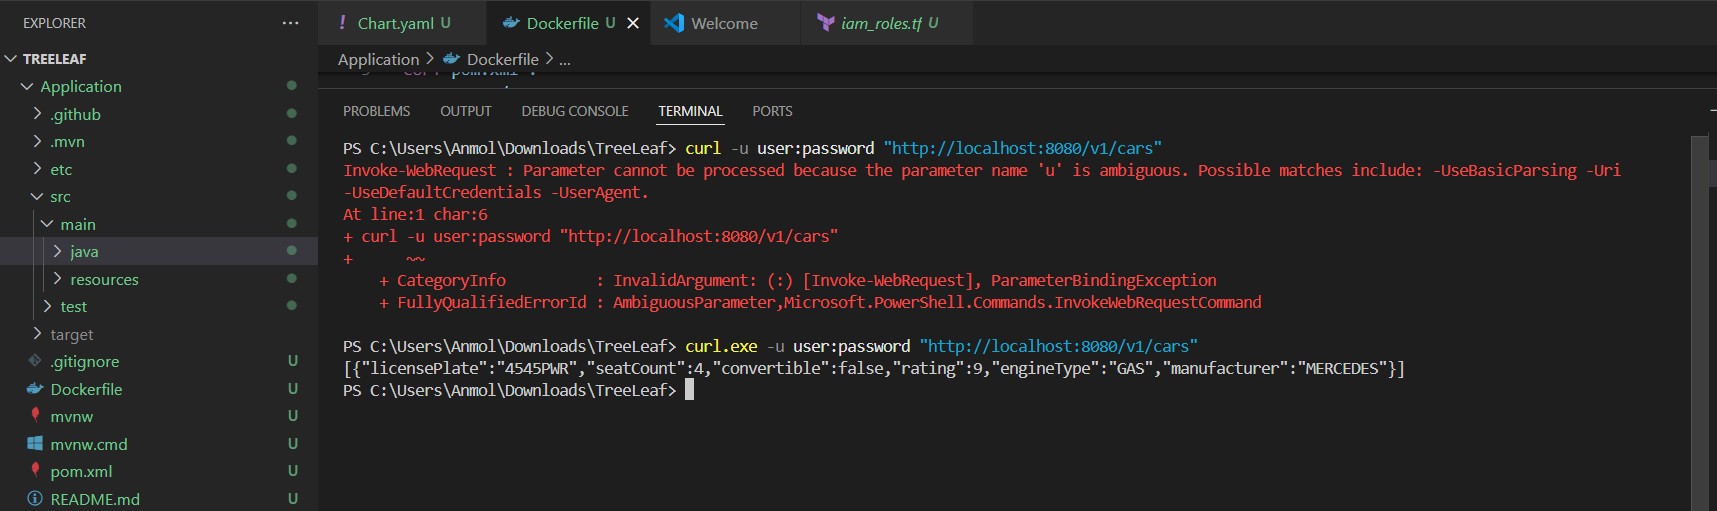 EXPLORER
Chart.yaml U
Dockerfile U
Welcome
iam_roles.tf U
TREELEAF
Application > Dockerfile > ...
Application
.github
.mvn
etc
src
main
java
resources
test
target
.gitignore U
Dockerfile U
mvnw U
mvnw.cmd U
pom.xml U
README.md U
PROBLEMS OUTPUT DEBUG CONSOLE TERMINAL PORTS
PS C:\Users\Anmol\Downloads\TreeLeaf> curl -u user:password "http://localhost:8080/v1/cars"
Invoke-WebRequest : Parameter cannot be processed because the parameter name 'u' is ambiguous. Possible matches include: -UseBasicParsing -Uri
-UseDefaultCredentials -UserAgent.
At line:1 char:6
+ curl -u user:password "http://localhost:8080/v1/cars"
+      ~~
    + CategoryInfo          : InvalidArgument: (:) [Invoke-WebRequest], ParameterBindingException
    + FullyQualifiedErrorId : AmbiguousParameter,Microsoft.PowerShell.Commands.InvokeWebRequestCommand
PS C:\Users\Anmol\Downloads\TreeLeaf> curl.exe -u user:password "http://localhost:8080/v1/cars"
[{"licensePlate":"4545PWR","seatCount":4,"convertible":false,"rating":9,"engineType":"GAS","manufacturer":"MERCEDES"}]
PS C:\Users\Anmol\Downloads\TreeLeaf>